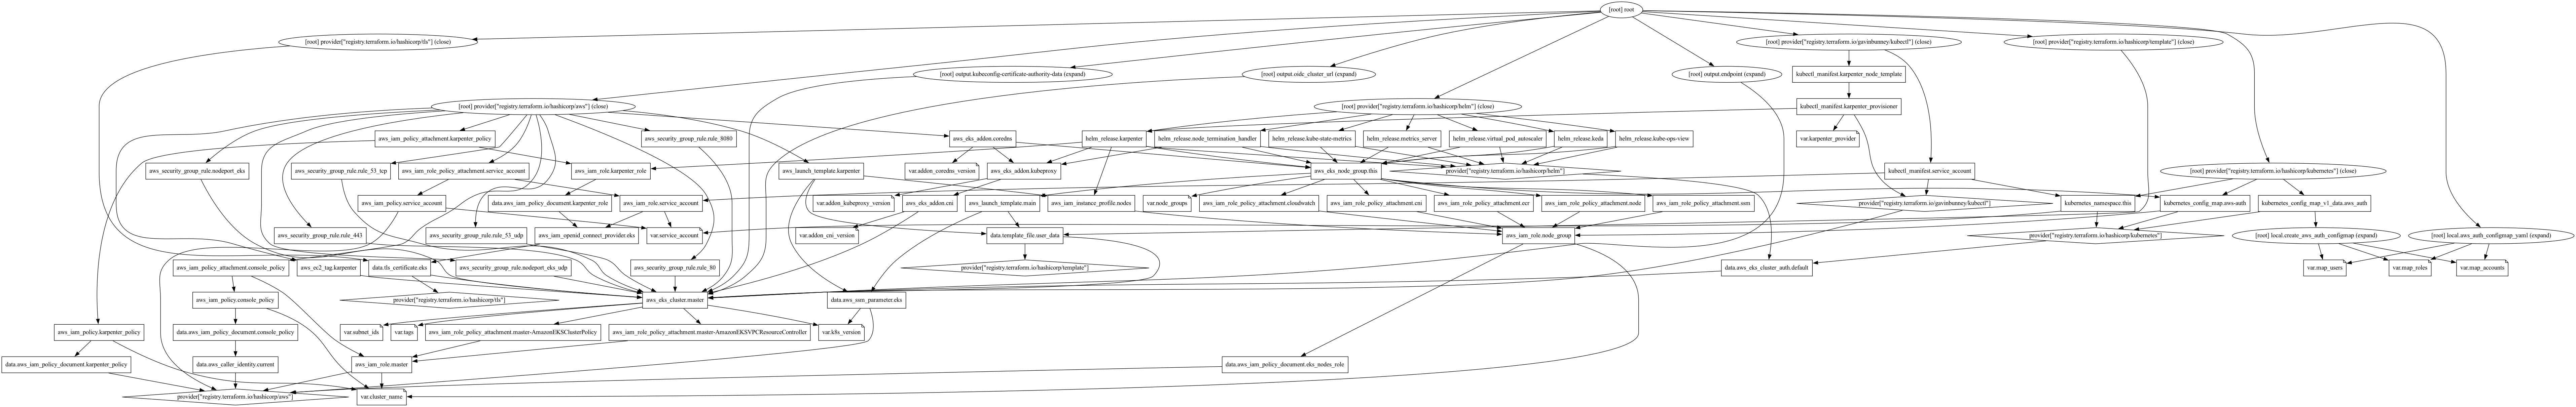 [root] root
[root] provider["registry.terraform.io/hashicorp/tls"] (close)
[root] provider["registry.terraform.io/gavinbunney/kubectl"] (close)
[root] provider["registry.terraform.io/hashicorp/template"] (close)
[root] output.kubeconfig-certificate-authority-data (expand)
[root] output.oidc_cluster_url (expand)
[root] output.endpoint (expand)
kubectl_manifest.karpenter_node_template
[root] provider["registry.terraform.io/hashicorp/aws"] (close)
[root] provider["registry.terraform.io/hashicorp/helm"] (close)
kubectl_manifest.karpenter_provisioner
aws_iam_policy_attachment.karpenter_policy
aws_security_group_rule.rule_8080
aws_eks_addon.coredns
helm_release.karpenter
helm_release.node_termination_handler
helm_release.kube-state-metrics
helm_release.metrics_server
helm_release.virtual_pod_autoscaler
helm_release.keda
helm_release.kube-ops-view
var.karpenter_provider
aws_security_group_rule.nodeport_eks
aws_security_group_rule.rule_53_tcp
aws_iam_role_policy_attachment.service_account
aws_iam_role.karpenter_role
aws_launch_template.karpenter
var.addon_coredns_version
aws_eks_addon.kubeproxy
aws_eks_node_group.this
provider["registry.terraform.io/hashicorp/helm"]
kubectl_manifest.service_account
[root] provider["registry.terraform.io/hashicorp/kubernetes"] (close)
aws_iam_policy.service_account
data.aws_iam_policy_document.karpenter_role
aws_iam_role.service_account
var.addon_kubeproxy_version
aws_eks_addon.cni
aws_launch_template.main
aws_iam_instance_profile.nodes
var.node_groups
aws_iam_role_policy_attachment.cloudwatch
aws_iam_role_policy_attachment.cni
aws_iam_role_policy_attachment.ecr
aws_iam_role_policy_attachment.node
aws_iam_role_policy_attachment.ssm
provider["registry.terraform.io/gavinbunney/kubectl"]
kubernetes_namespace.this
kubernetes_config_map.aws-auth
kubernetes_config_map_v1_data.aws_auth
aws_security_group_rule.rule_443
aws_security_group_rule.rule_53_udp
aws_iam_openid_connect_provider.eks
var.service_account
var.addon_cni_version
data.template_file.user_data
aws_iam_role.node_group
provider["registry.terraform.io/hashicorp/kubernetes"]
[root] local.create_aws_auth_configmap (expand)
[root] local.aws_auth_configmap_yaml (expand)
aws_iam_policy_attachment.console_policy
aws_ec2_tag.karpenter
data.tls_certificate.eks
aws_security_group_rule.nodeport_eks_udp
aws_security_group_rule.rule_80
provider["registry.terraform.io/hashicorp/template"]
data.aws_eks_cluster_auth.default
var.map_users
var.map_roles
var.map_accounts
aws_iam_policy.console_policy
provider["registry.terraform.io/hashicorp/tls"]
aws_eks_cluster.master
data.aws_ssm_parameter.eks
aws_iam_policy.karpenter_policy
data.aws_iam_policy_document.console_policy
var.subnet_ids
var.tags
aws_iam_role_policy_attachment.master-AmazonEKSClusterPolicy
aws_iam_role_policy_attachment.master-AmazonEKSVPCResourceController
var.k8s_version
data.aws_iam_policy_document.karpenter_policy
data.aws_caller_identity.current
aws_iam_role.master
data.aws_iam_policy_document.eks_nodes_role
provider["registry.terraform.io/hashicorp/aws"]
var.cluster_name